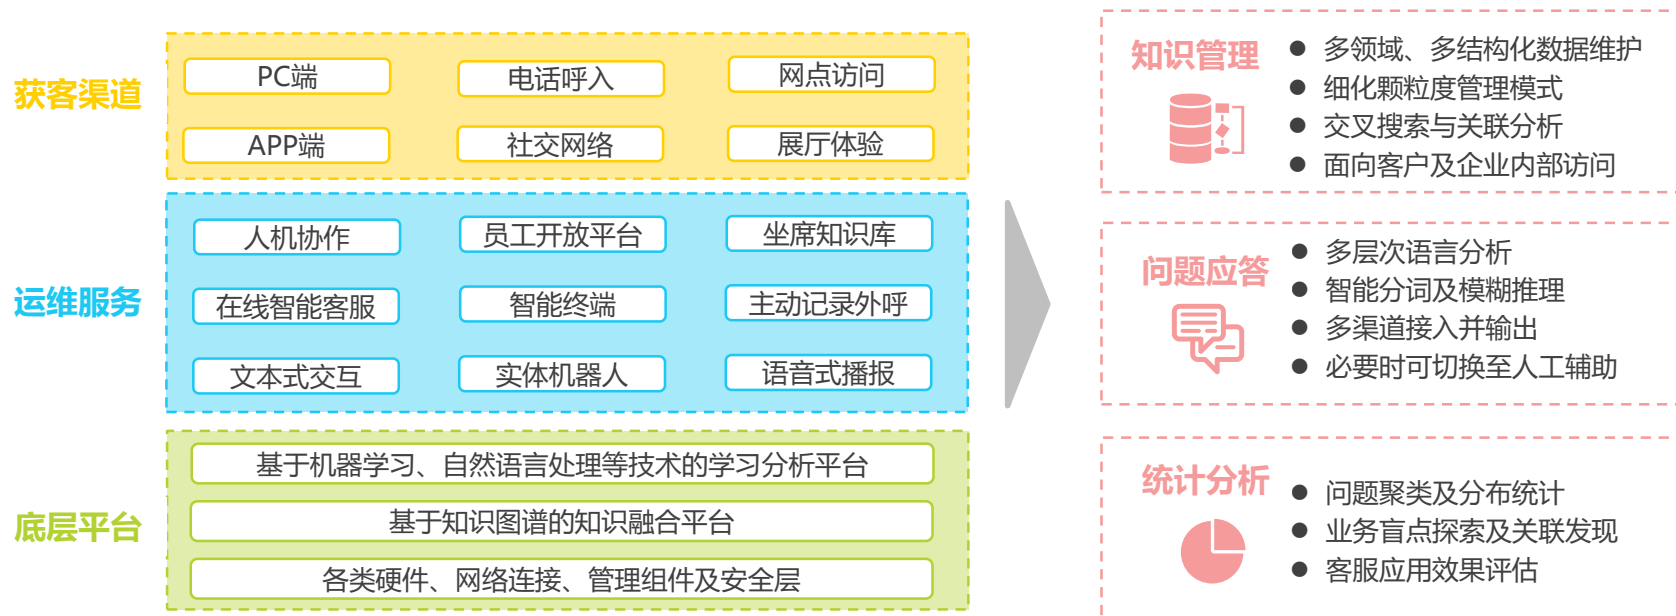 获客渠道
PC端
电话呼入
网点访问
APP端
社交网络
展厅体验
运维服务
人机协作
员工开放平台
坐席知识库
在线智能客服
智能终端
主动记录外呼
文本式交互
实体机器人
语音式播报
底层平台
基于机器学习、自然语言处理等技术的学习分析平台
基于知识图谱的知识融合平台
各类硬件、网络连接、管理组件及安全层
知识管理
● 多领域、多结构化数据维护
● 细化颗粒度管理模式
● 交叉搜索与关联分析
● 面向客户及企业内部访问
问题应答
● 多层次语言分析
● 智能分词及模糊推理
● 多渠道接入并输出
● 必要时可切换至人工辅助
统计分析
● 问题聚类及分布统计
● 业务盲点探索及关联发现
● 客服应用效果评估